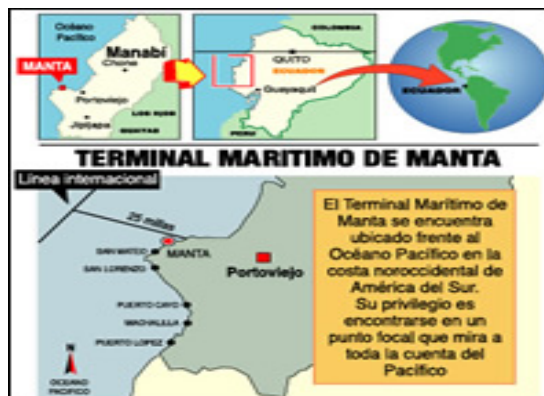 Océano
Pacífico
Manabí
Chone
MANTA
Portoviejo
Jipijapa
LOS RIOS
GUAYAS
COLOMBIA
QUITO
ECUADOR
Guayaquil
PERU
ECUADOR
TERMINAL MARITIMO DE MANTA
Línea internacional
25 millas
MANTA
SAN MATEO
SAN LORENZO
Portoviejo
PUERTO CAYO
MACHALILLA
PUERTO LOPEZ
N
OCEANO
PACIFICO
El Terminal Marítimo de
Manta se encuentra
ubicado frente al
Océano Pacífico en la
costa noroccidental de
América del Sur.
Su privilegio es
encontrarse en un
punto focal que mira a
toda la cuenta del
Pacífico